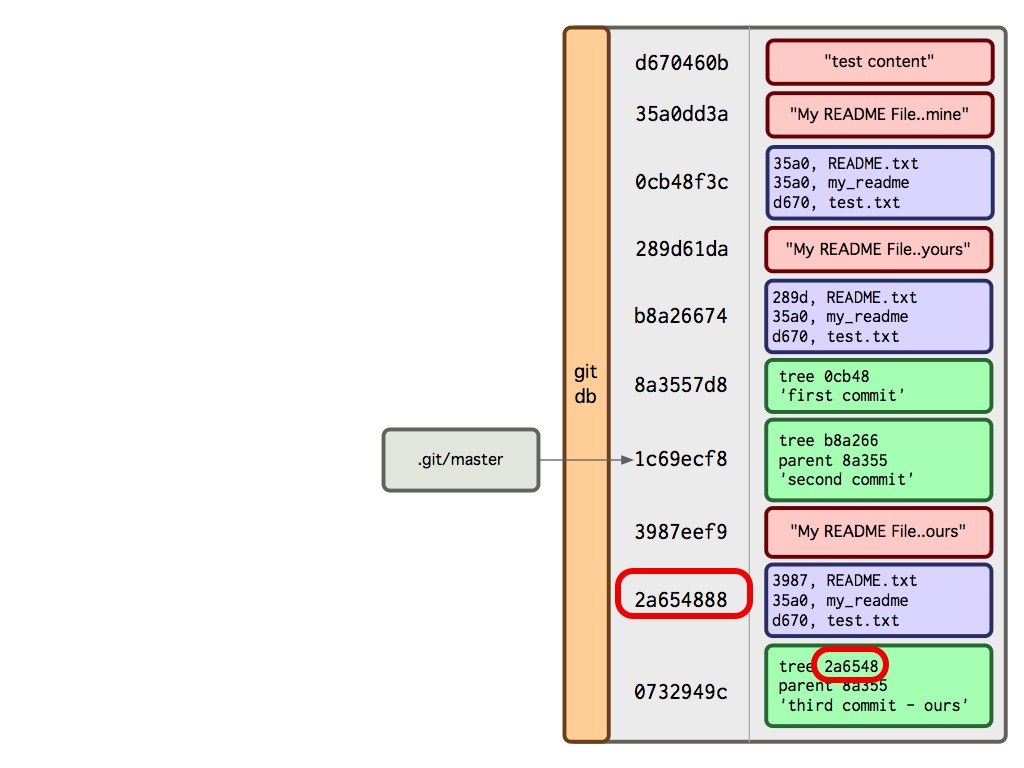 d670460b
"test content"
35a0dd3a
"My README File..mine"
0cb48f3c
35a0, README.txt
35a0, my_readme
d670, test.txt
289d61da
"My README File..yours"
b8a26674
289d, README.txt
35a0, my_readme
d670, test.txt
git
db
8a3557d8
tree 0cb48
'first commit'
.git/master
1c69ecf8
tree b8a266
parent 8a355
'second commit'
3987eef9
"My README File..ours"
2a654888
3987, README.txt
35a0, my_readme
d670, test.txt
0732949c
tree 2a6548
parent 8a355
'third commit - ours'